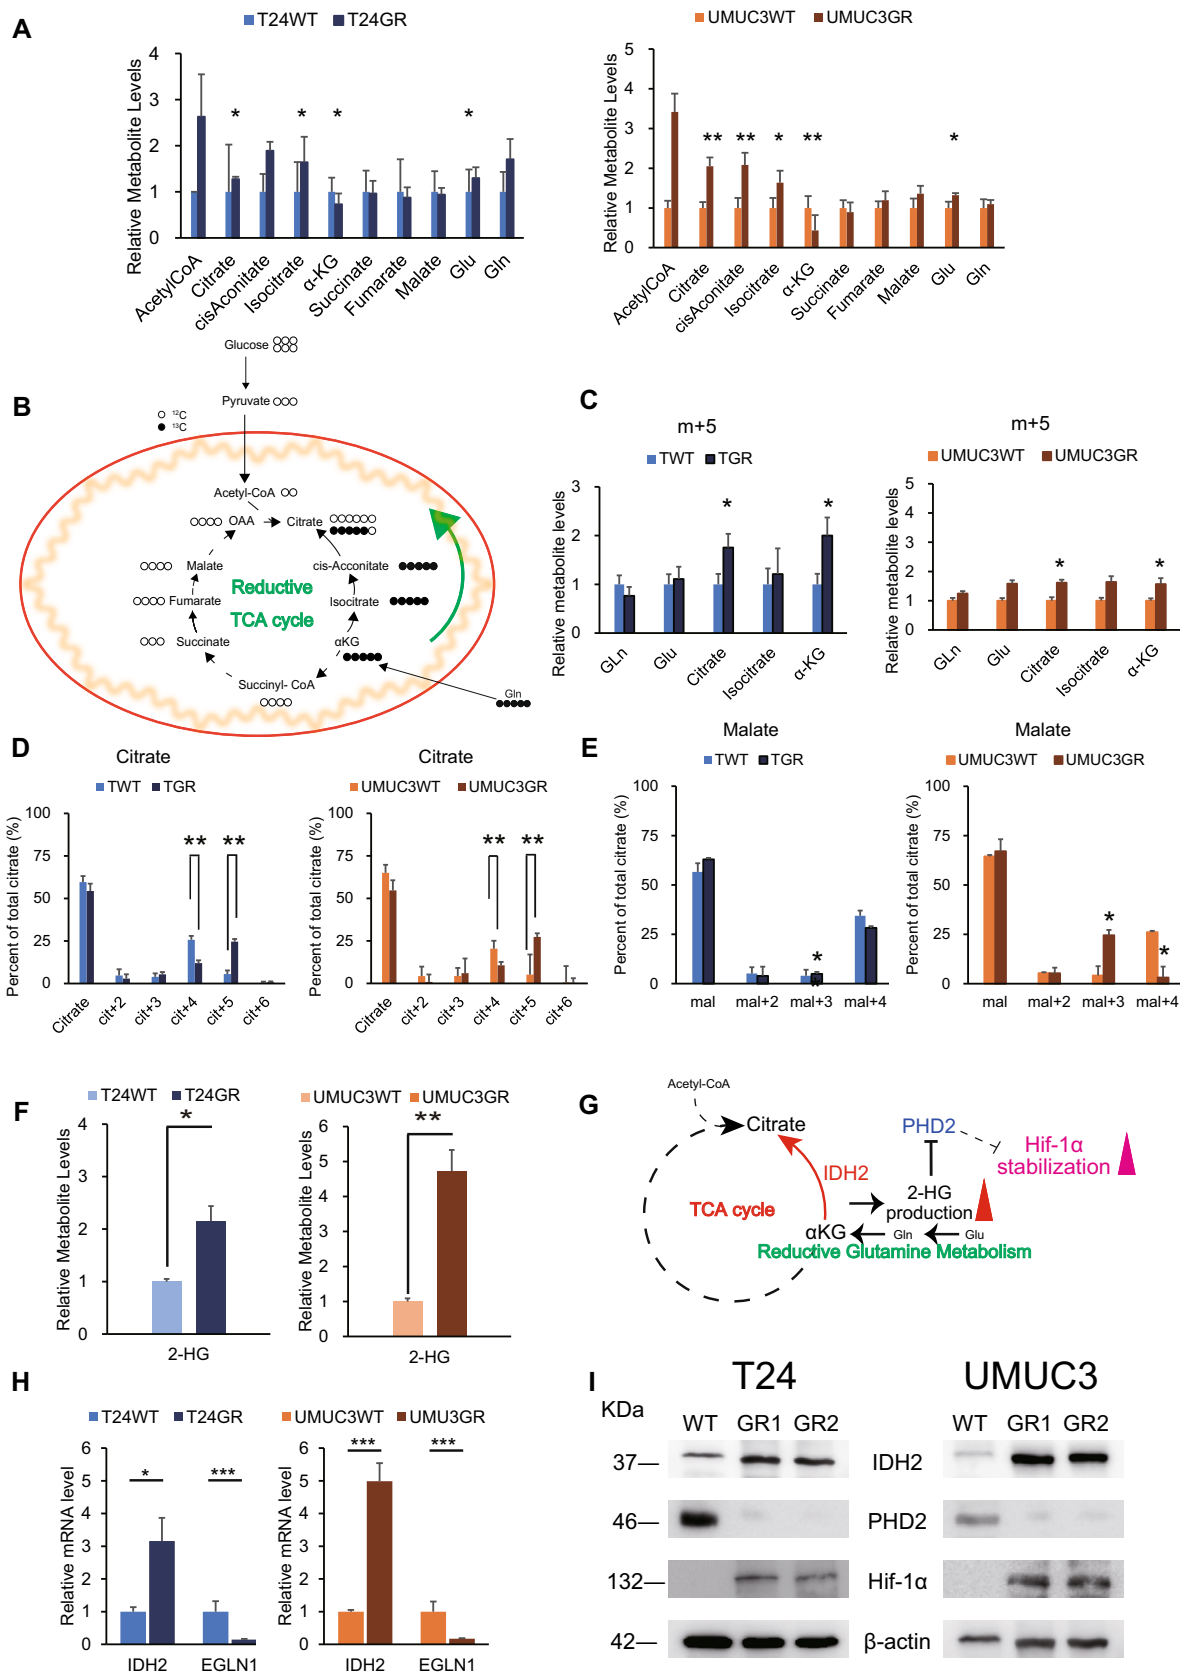 A
T24WT T24GR
Relative Metabolite Levels
4
3
2
1
0
* * * *
AcetylCoA Citrate cisAconitate Isocitrate α-KG Succinate Fumarate Malate Glu Gln
UMUC3WT UMUC3GR
Relative Metabolite Levels
5
4
3
2
1
0
** ** * ** *
AcetylCoA Citrate cisAconitate Isocitrate α-KG Succinate Fumarate Malate Glu Gln
B
Glucose
Pyruvate
12C
13C
Acetyl-CoA
OAA
Citrate
Malate
cis-Acconitate
Reductive
TCA cycle
Fumarate
Isocitrate
Succinate
αKG
Succinyl- CoA
Gln
C
m+5
TWT TGR
Relative metabolite levels
3
2
1
0
* *
GLn Glu Citrate Isocitrate α-KG
m+5
UMUC3WT UMUC3GR
Relative metabolite levels
5
4
3
2
1
0
* *
GLn Glu Citrate Isocitrate α-KG
D
Citrate
TWT TGR
Percent of total citrate (%)
100
75
50
25
0
** **
Citrate cit+2 cit+3 cit+4 cit+5 cit+6
Citrate
UMUC3WT UMUC3GR
Percent of total citrate (%)
100
75
50
25
0
** **
Citrate cit+2 cit+3 cit+4 cit+5 cit+6
E
Malate
TWT TGR
Percent of total citrate (%)
100
75
50
25
0
*
*
mal mal+2 mal+3 mal+4
Malate
UMUC3WT UMUC3GR
Percent of total citrate (%)
100
75
50
25
0
* *
mal mal+2 mal+3 mal+4
F
T24WT T24GR
Relative Metabolite Levels
4
3
2
1
0
*
2-HG
UMUC3WT UMUC3GR
Relative Metabolite Levels
6
5
4
3
2
1
0
**
2-HG
G
Acetyl-CoA
Citrate
PHD2
Hif-1α
stabilization
IDH2
2-HG
production
TCA cycle
αKG
Gln
Glu
Reductive Glutamine Metabolism
H
T24WT T24GR
Relative mRNA level
6
5
4
3
2
1
0
* ***
IDH2 EGLN1
UMUC3WT UMU3GR
Relative mRNA level
6
5
4
3
2
1
0
*** ***
IDH2 EGLN1
I
T24 UMUC3
KDa
WT GR1 GR2 WT GR1 GR2
37— IDH2
46— PHD2
132— Hif-1α
42— β-actin